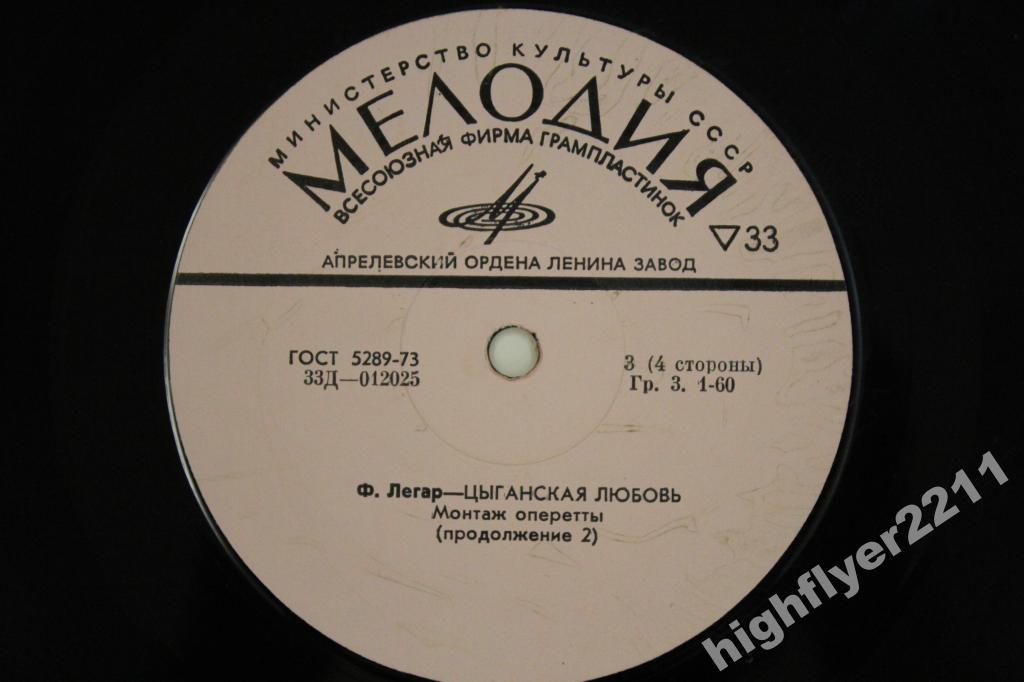 МИНИСТЕРСТВО КУЛЬТУРЫ СССР
МЕЛОДИЯ
ВСЕСОЮЗНАЯ ФИРМА ГРАМПЛАСТИНОК
▽33
АПРЕЛЕВСКИЙ ОРДЕНА ЛЕНИНА ЗАВОД
ГОСТ 5289-73
33Д—012025
3 (4 стороны)
Гр. 3. 1-60
Ф. Легар—ЦЫГАНСКАЯ ЛЮБОВЬ
Монтаж оперетты
(продолжение 2)
highflyer2211